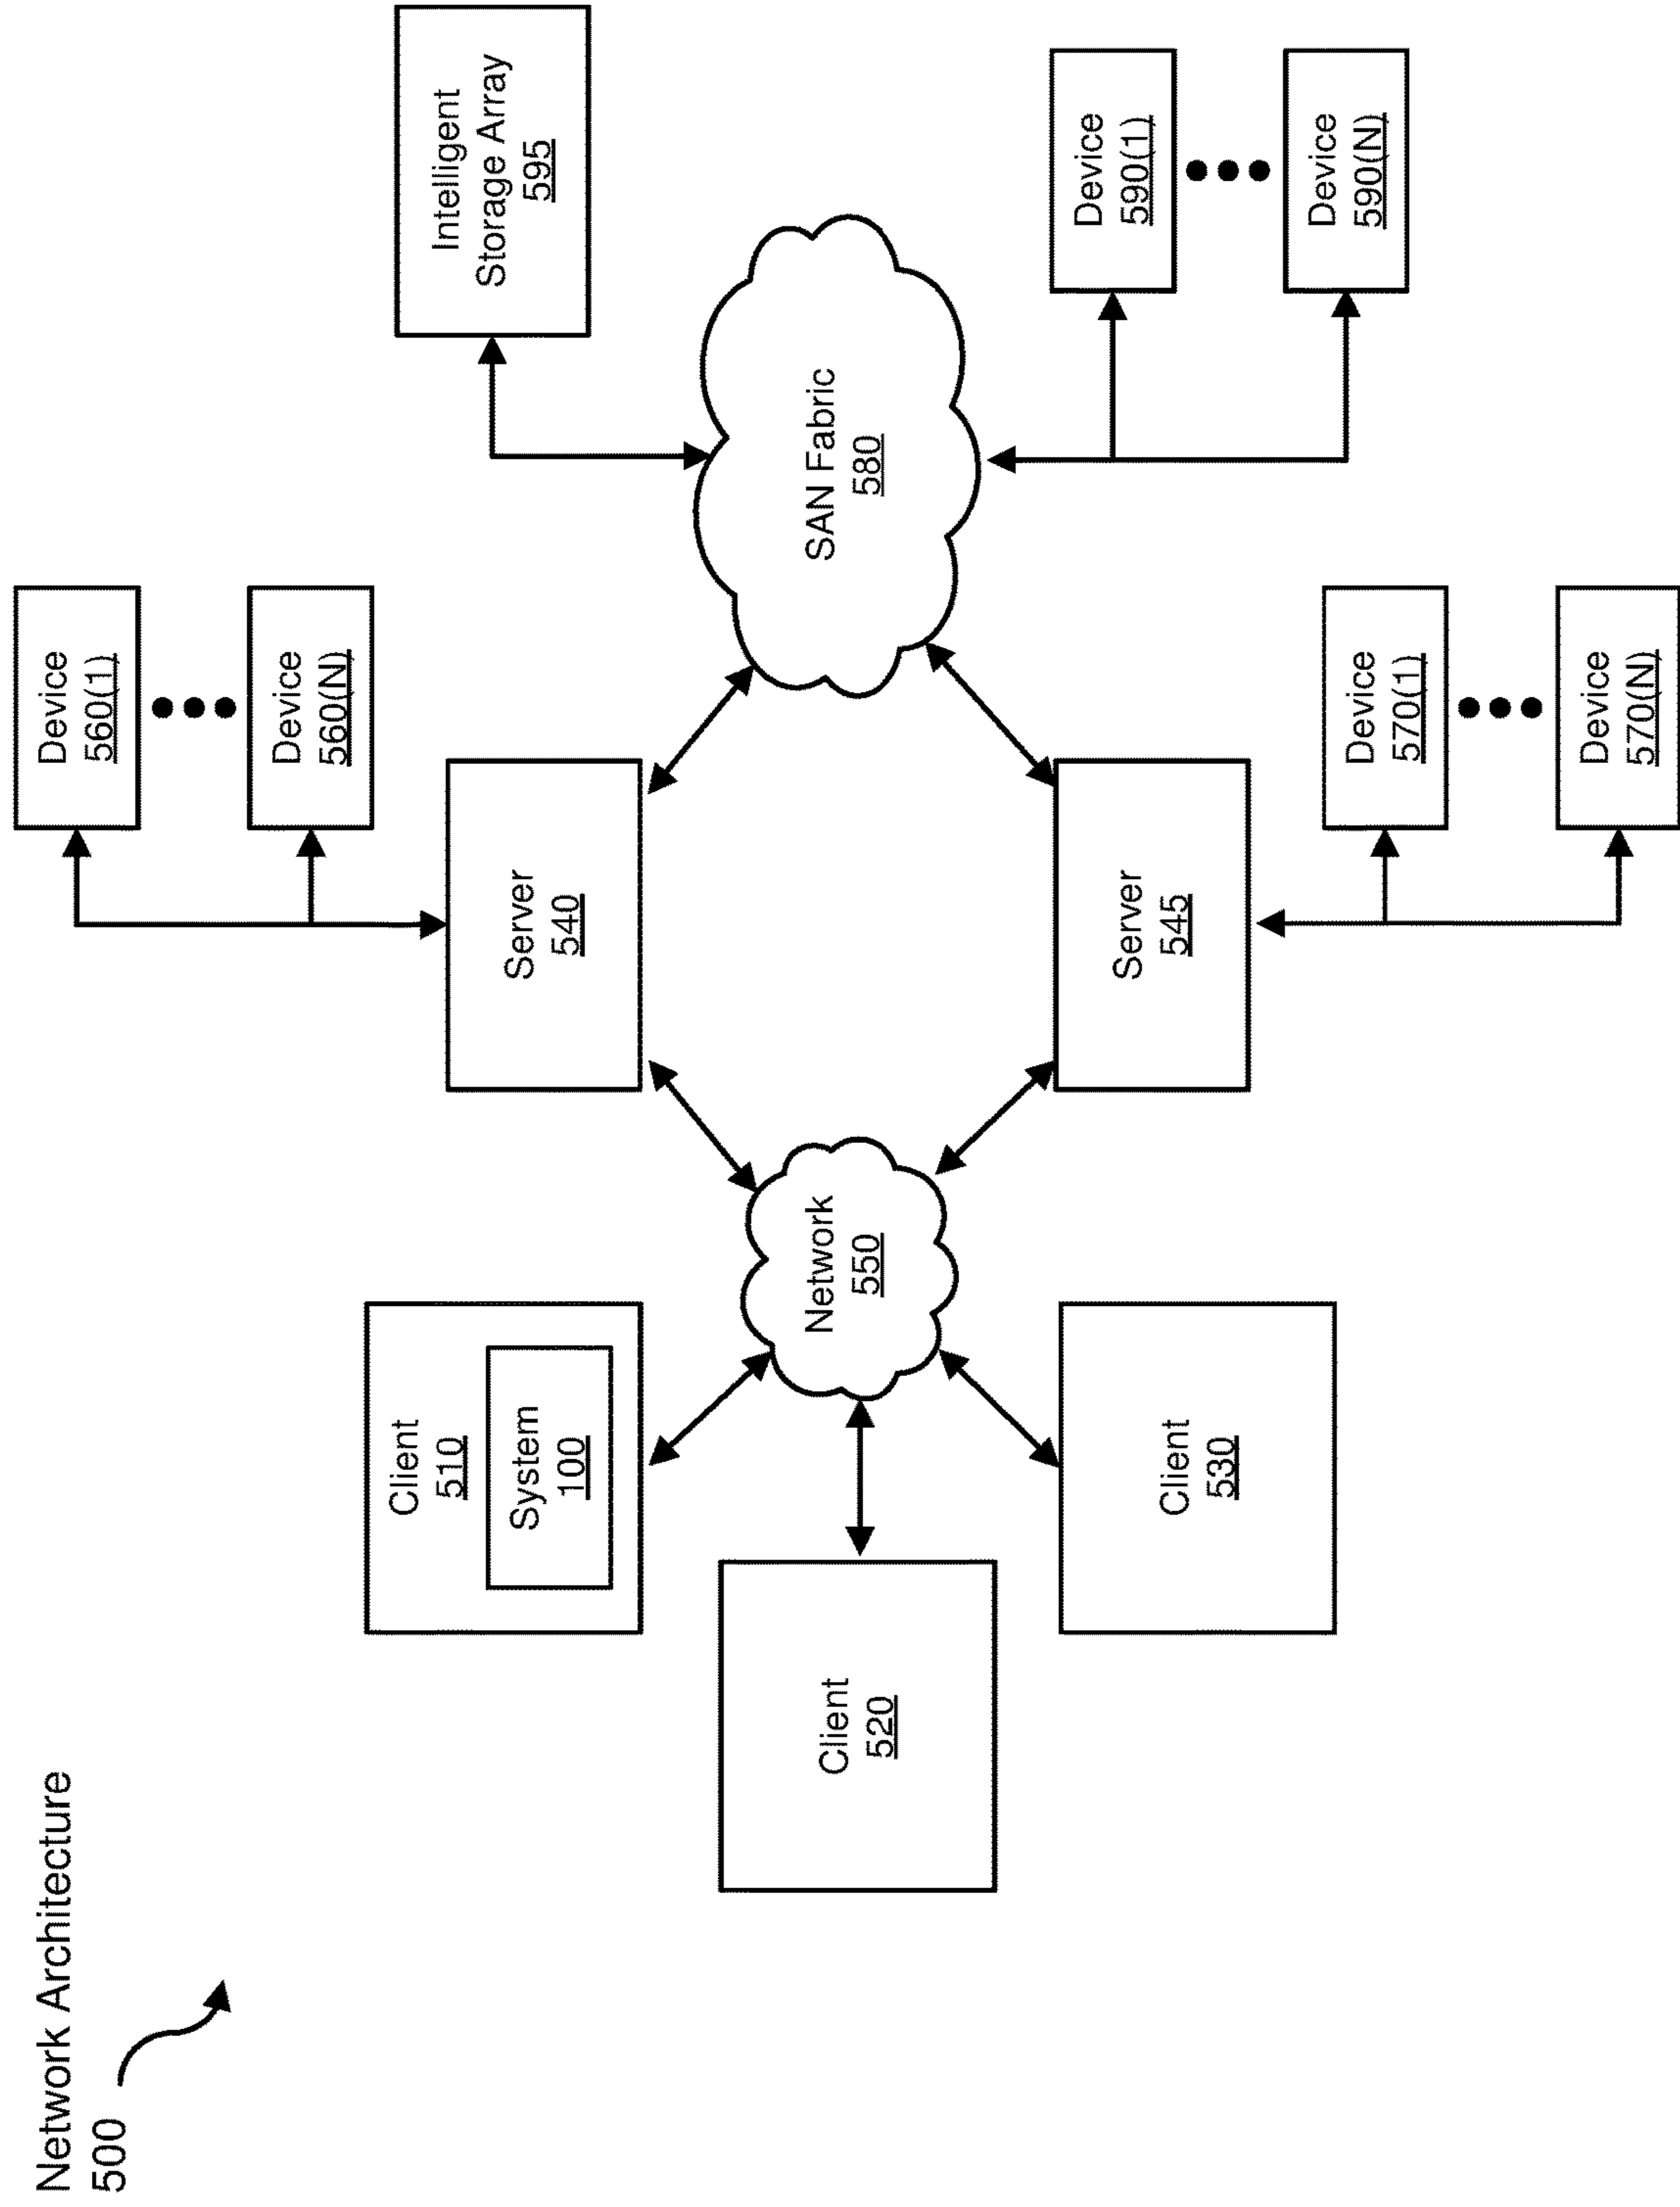 Network Architecture
500
Device
560(1)
Device
560(N)
Intelligent
Storage Array
595
Client
510
System
100
Server
540
Client
520
Network
550
SAN Fabric
580
Client
530
Server
545
Device
590(1)
Device
590(N)
Device
570(1)
Device
570(N)